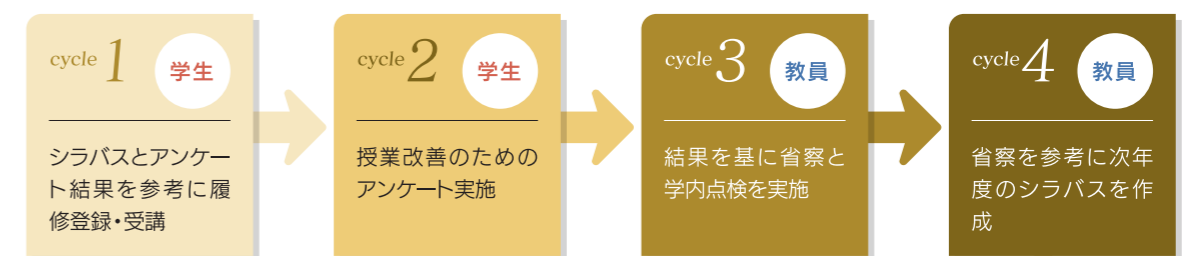 cycle 1
学生
シラバスとアンケー
ト結果を参考に履
修登録・受講
cycle 2
学生
授業改善のための
アンケート実施
cycle 3
教員
結果を基に省察と
学内点検を実施
cycle 4
教員
省察を参考に次年
度のシラバスを作
成